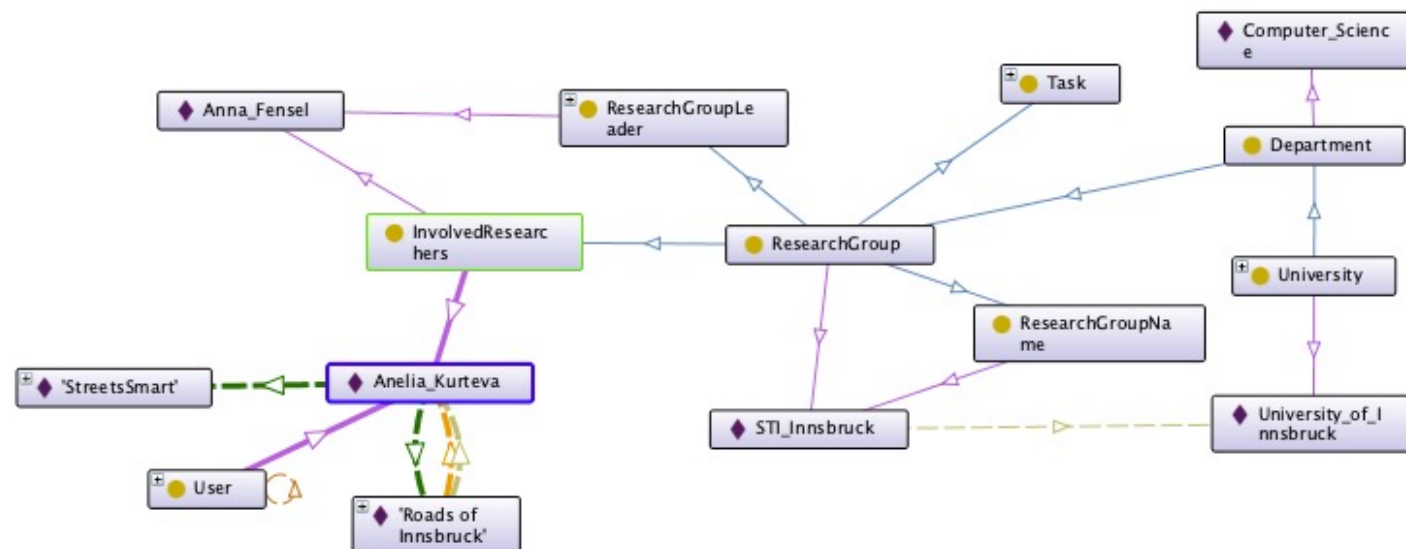 Computer_Scienc
e
Task
Anna_Fensel
ResearchGroupLe
ader
Department
InvolvedResearc
hers
ResearchGroup
University
ResearchGroupNa
me
"StreetsSmart"
Anelia_Kurteva
STI_Innsbruck
University_of_I
nnsbruck
User
"Roads of
Innsbruck"